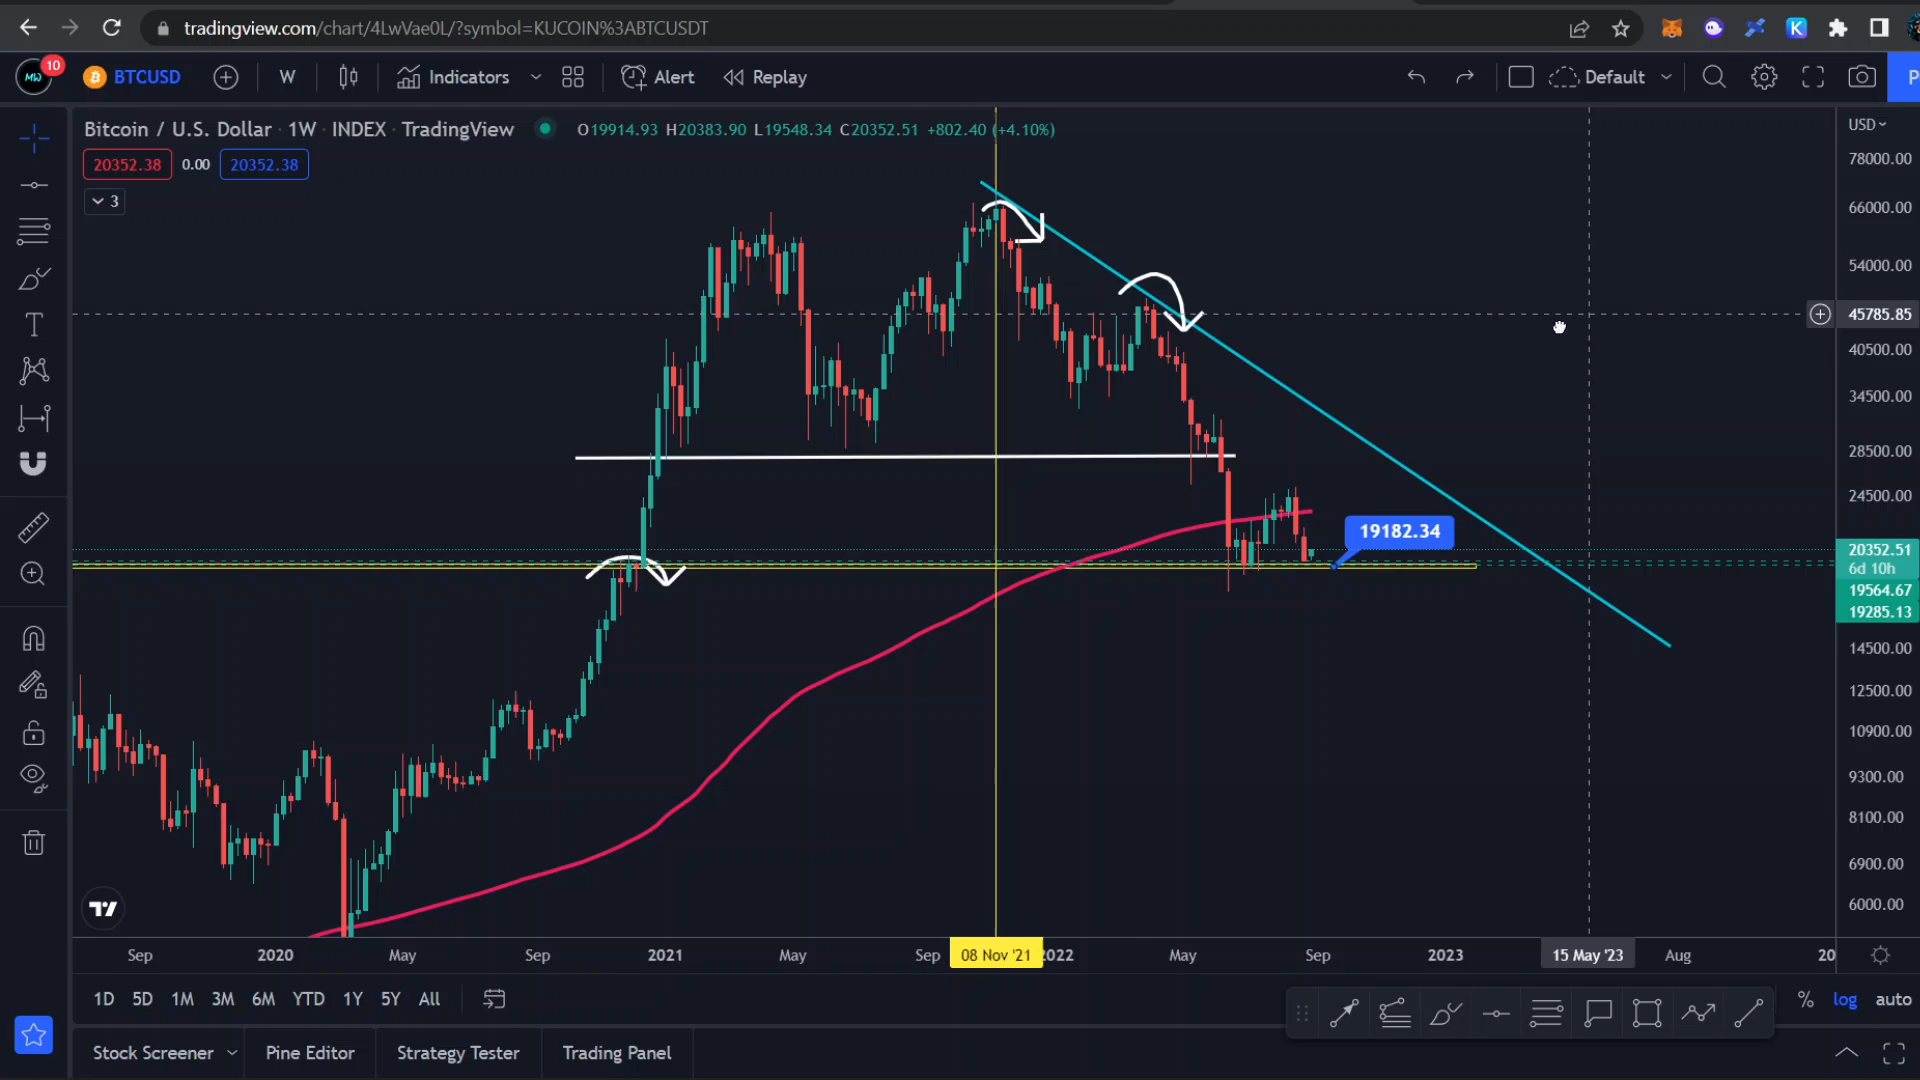 tradingview.com/chart/4LwVae0L/?symbol=KUCOIN%3ABTCUSDT
MW 10 BTCUSD W Indicators Alert Replay Default P
Bitcoin / U.S. Dollar · 1W · INDEX · TradingView O19914.93 H20383.90 L19548.34 C20352.51 +802.40 (+4.10%)
USD
20352.38 0.00 20352.38
3
78000.00
66000.00
54000.00
45785.85
40500.00
34500.00
28500.00
24500.00
19182.34
20352.51
6d 10h
19564.67
19285.13
14500.00
12500.00
10900.00
9300.00
8100.00
6900.00
6000.00
Sep 2020 May Sep 2021 May Sep 08 Nov '21 2022 May Sep 2023 15 May '23 Aug 20
1D 5D 1M 3M 6M YTD 1Y 5Y All % log auto
Stock Screener Pine Editor Strategy Tester Trading Panel